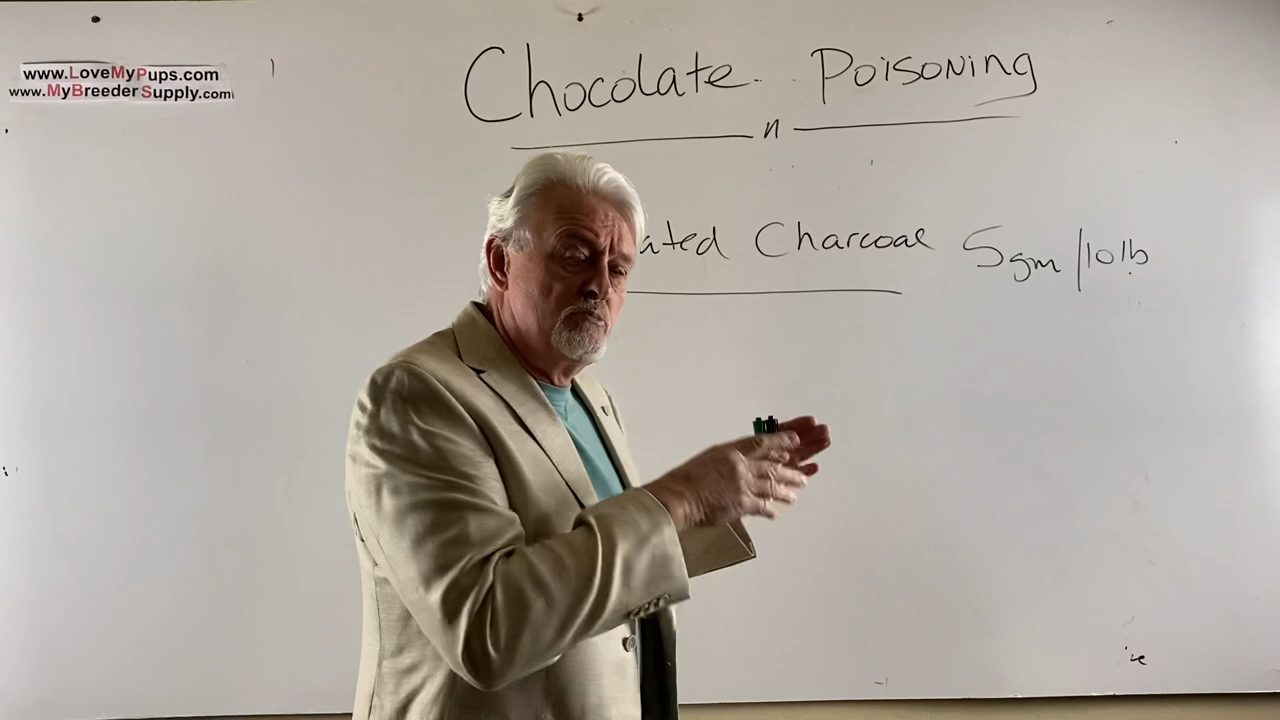 www.LoveMyPups.com
www.MyBreederSupply.com
Chocolate Poisoning
n
ated Charcoal 5gm/10lb